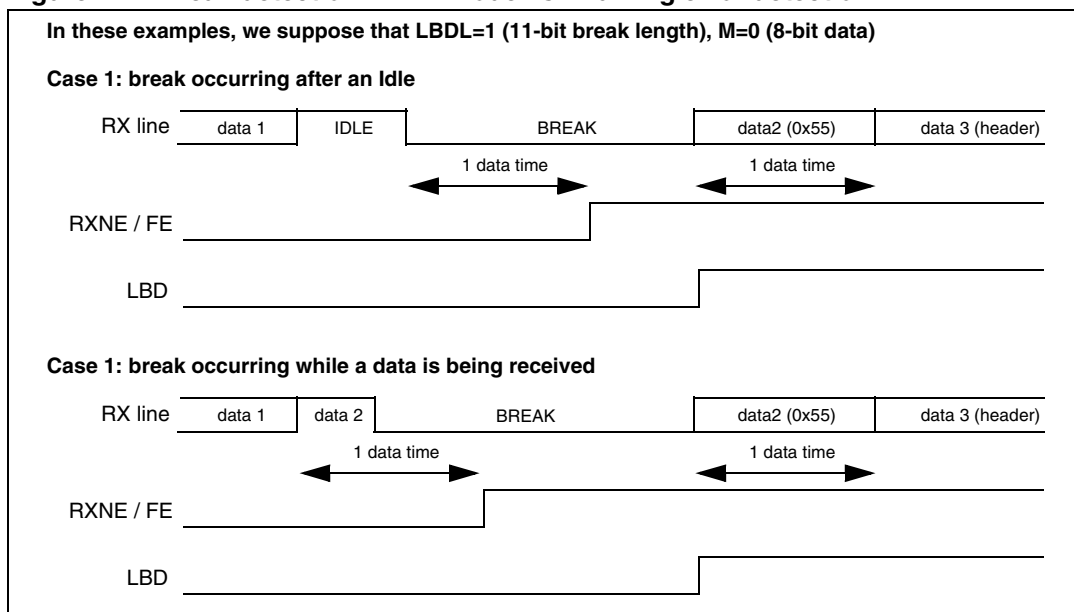 In these examples, we suppose that LBDL=1 (11-bit break length), M=0 (8-bit data)
Case 1: break occurring after an Idle
RX line data 1 IDLE BREAK data2 (0x55) data 3 (header)
1 data time 1 data time
RXNE / FE
LBD
Case 1: break occurring while a data is being received
RX line data 1 data 2 BREAK data2 (0x55) data 3 (header)
1 data time 1 data time
RXNE / FE
LBD